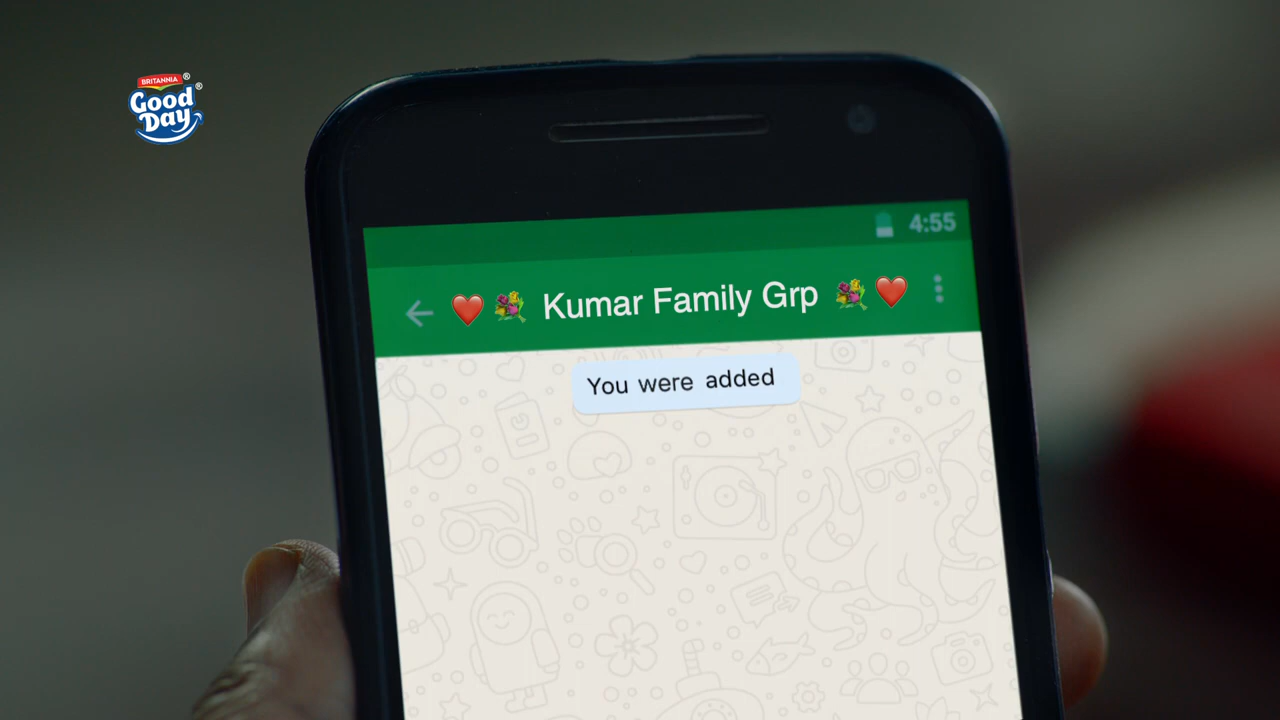 BRITANNIA
Good
Day
4:55
❤️💐 Kumar Family Grp 💐❤️
You were added